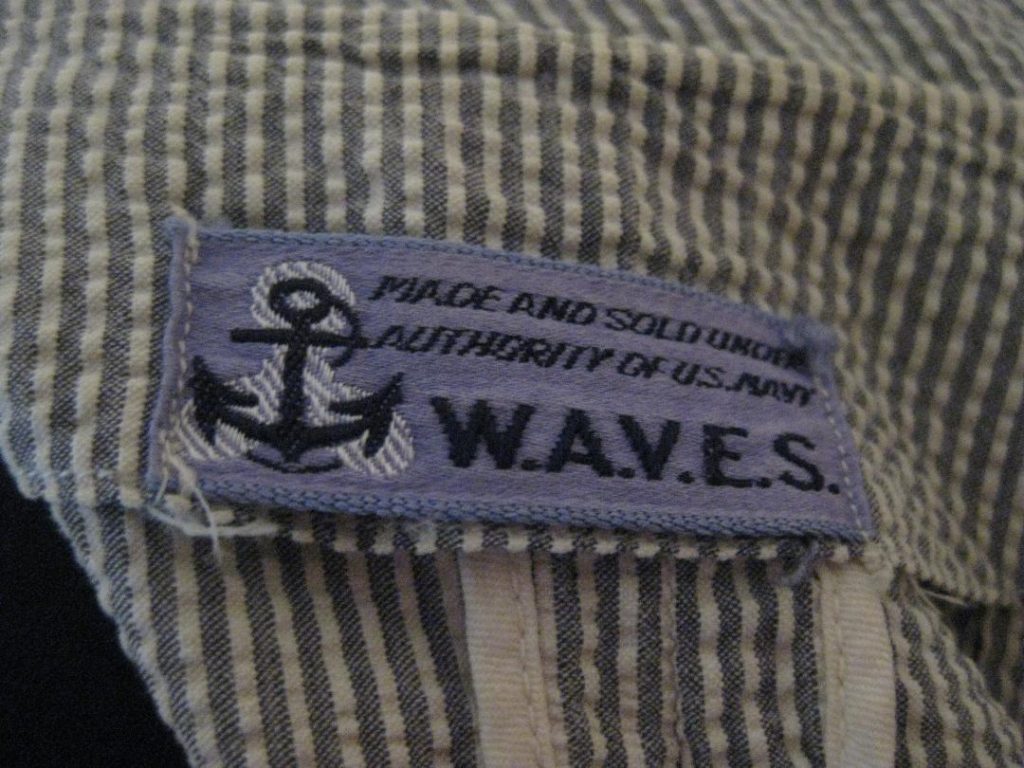 MADE AND SOLD UNDER
AUTHORITY OF U.S. NAVY
W.A.V.E.S.